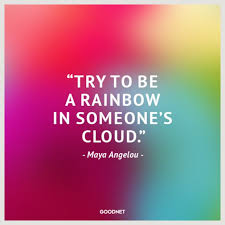 “TRY TO BE
A RAINBOW
IN SOMEONE’S
CLOUD.”
- Maya Angelou -
GOODNET